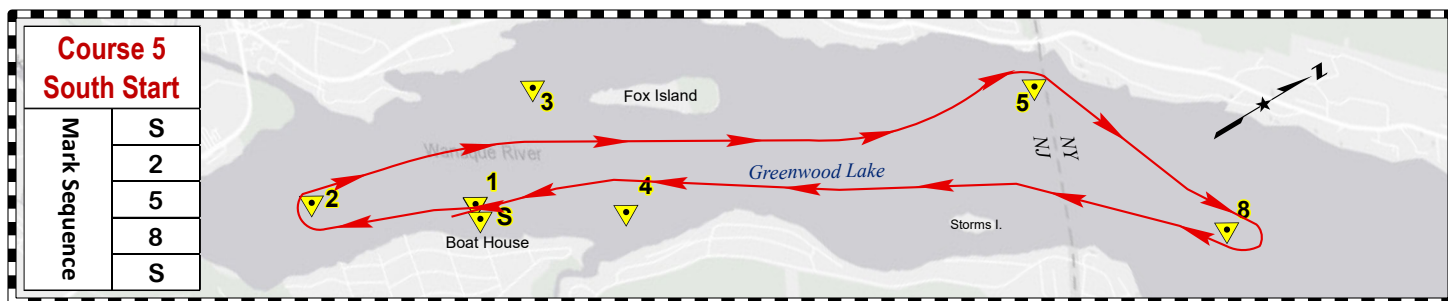 Course 5
South Start
Mark Sequence
S
2
5
8
S
3
Fox Island
5
NY
NJ
Z
Wanaque River
Greenwood Lake
1
2
4
S
8
Storms I.
Boat House